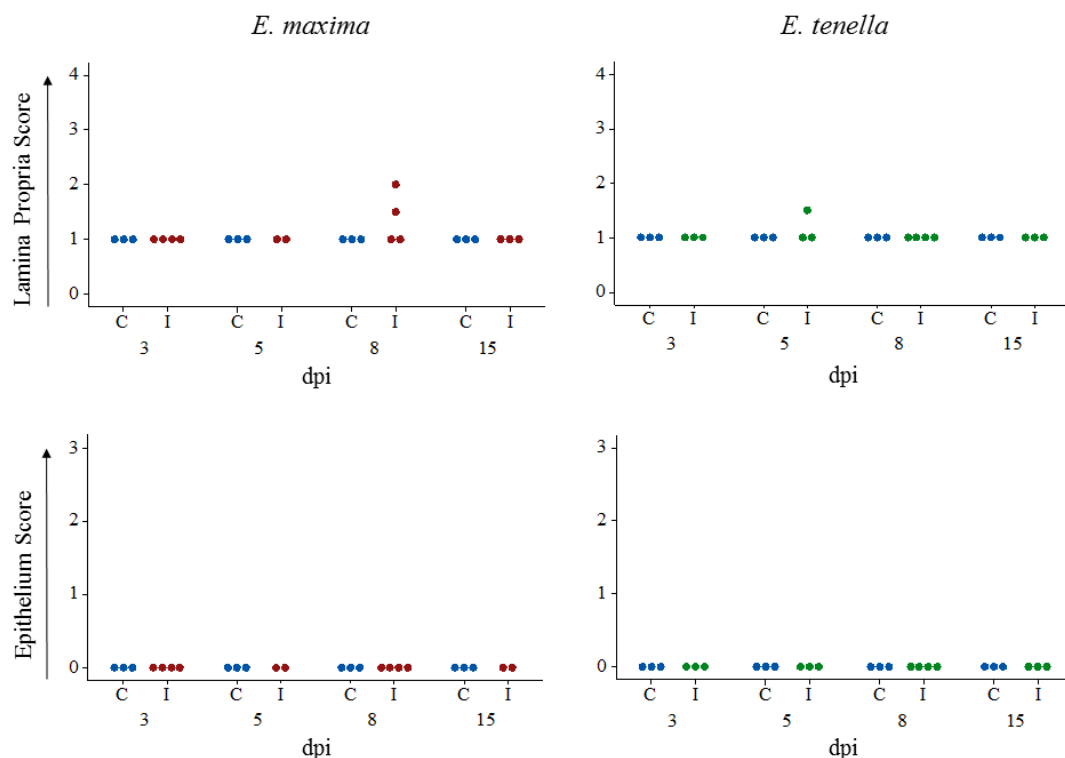 E. maxima
E. tenella
Lamina Propria Score
4
3
2
1
0
C I C I C I C I
3 5 8 15
dpi
4
3
2
1
0
C I C I C I C I
3 5 8 15
dpi
Epithelium Score
3
2
1
0
C I C I C I C I
3 5 8 15
dpi
3
2
1
0
C I C I C I C I
3 5 8 15
dpi